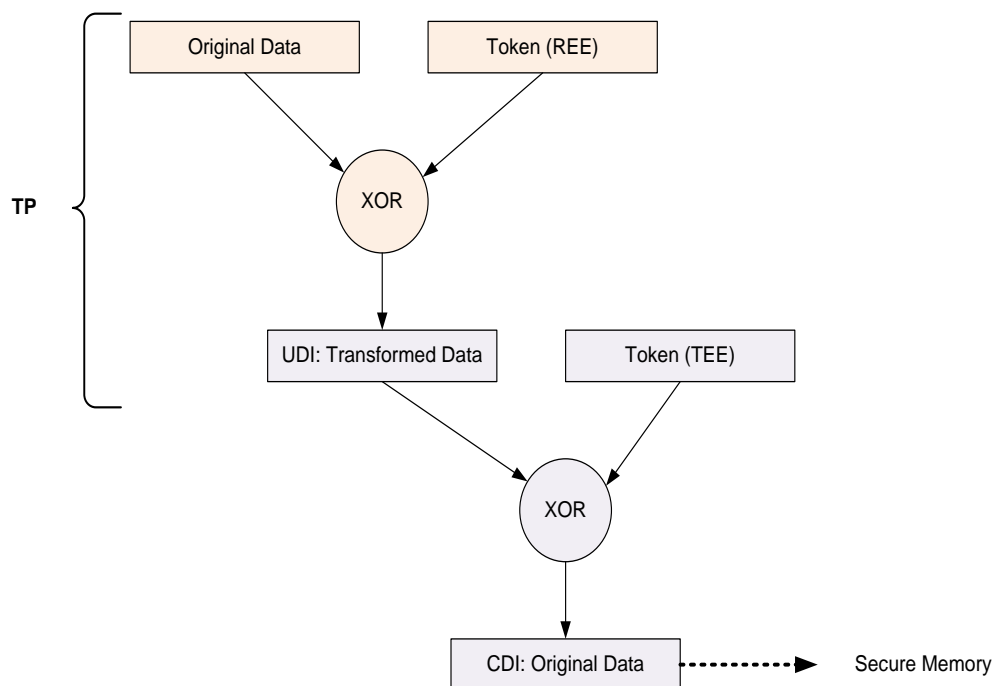 Original Data
Token (REE)
XOR
TP
UDI: Transformed Data
Token (TEE)
XOR
CDI: Original Data
Secure Memory